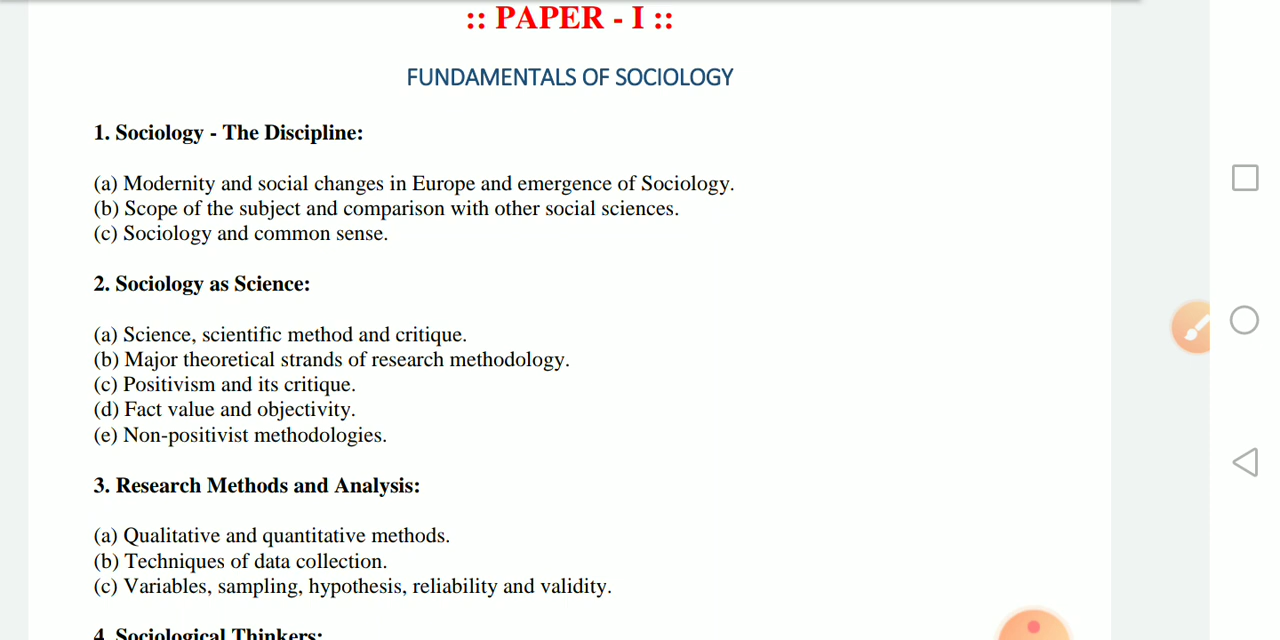 :: PAPER - I ::
FUNDAMENTALS OF SOCIOLOGY
1. Sociology - The Discipline:
(a) Modernity and social changes in Europe and emergence of Sociology.
(b) Scope of the subject and comparison with other social sciences.
(c) Sociology and common sense.
2. Sociology as Science:
(a) Science, scientific method and critique.
(b) Major theoretical strands of research methodology.
(c) Positivism and its critique.
(d) Fact value and objectivity.
(e) Non-positivist methodologies.
3. Research Methods and Analysis:
(a) Qualitative and quantitative methods.
(b) Techniques of data collection.
(c) Variables, sampling, hypothesis, reliability and validity.
4. Sociological Thinkers: